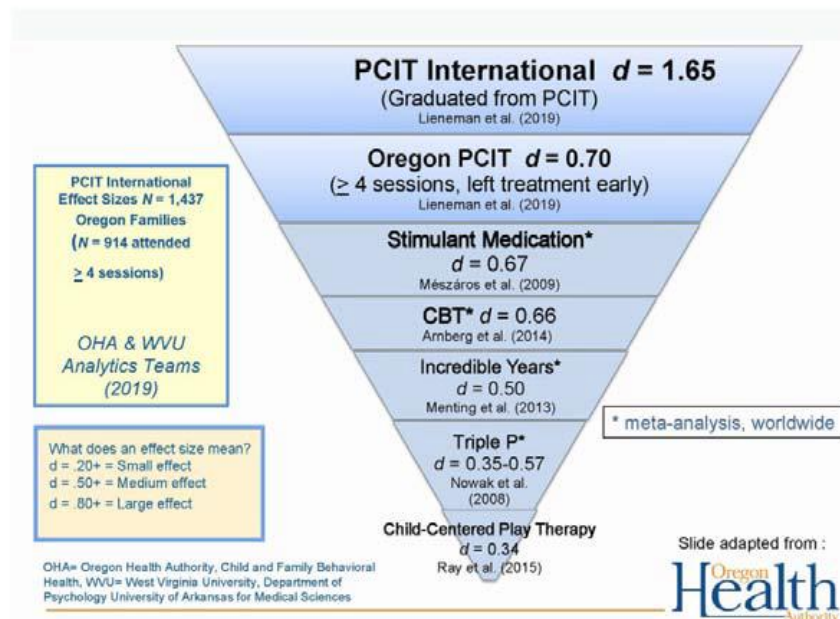 PCIT International d = 1.65
(Graduated from PCIT)
Lieneman et al. (2019)
Oregon PCIT d = 0.70
(≥ 4 sessions, left treatment early)
Lieneman et al. (2019)
Stimulant Medication*
d = 0.67
Mészáros et al. (2009)
CBT* d = 0.66
Arnberg et al. (2014)
Incredible Years*
d = 0.50
Menting et al. (2013)
Triple P*
d = 0.35-0.57
Nowak et al.
(2008)
Child-Centered Play Therapy
d = 0.34
Ray et al. (2015)
PCIT International
Effect Sizes N = 1,437
Oregon Families
(N = 914 attended
≥ 4 sessions)
OHA & WVU
Analytics Teams
(2019)
What does an effect size mean?
d = .20+ = Small effect
d = .50+ = Medium effect
d = .80+ = Large effect
* meta-analysis, worldwide
OHA= Oregon Health Authority, Child and Family Behavioral
Health, WVU= West Virginia University, Department of
Psychology University of Arkansas for Medical Sciences
Slide adapted from :
Oregon
Health
Authority